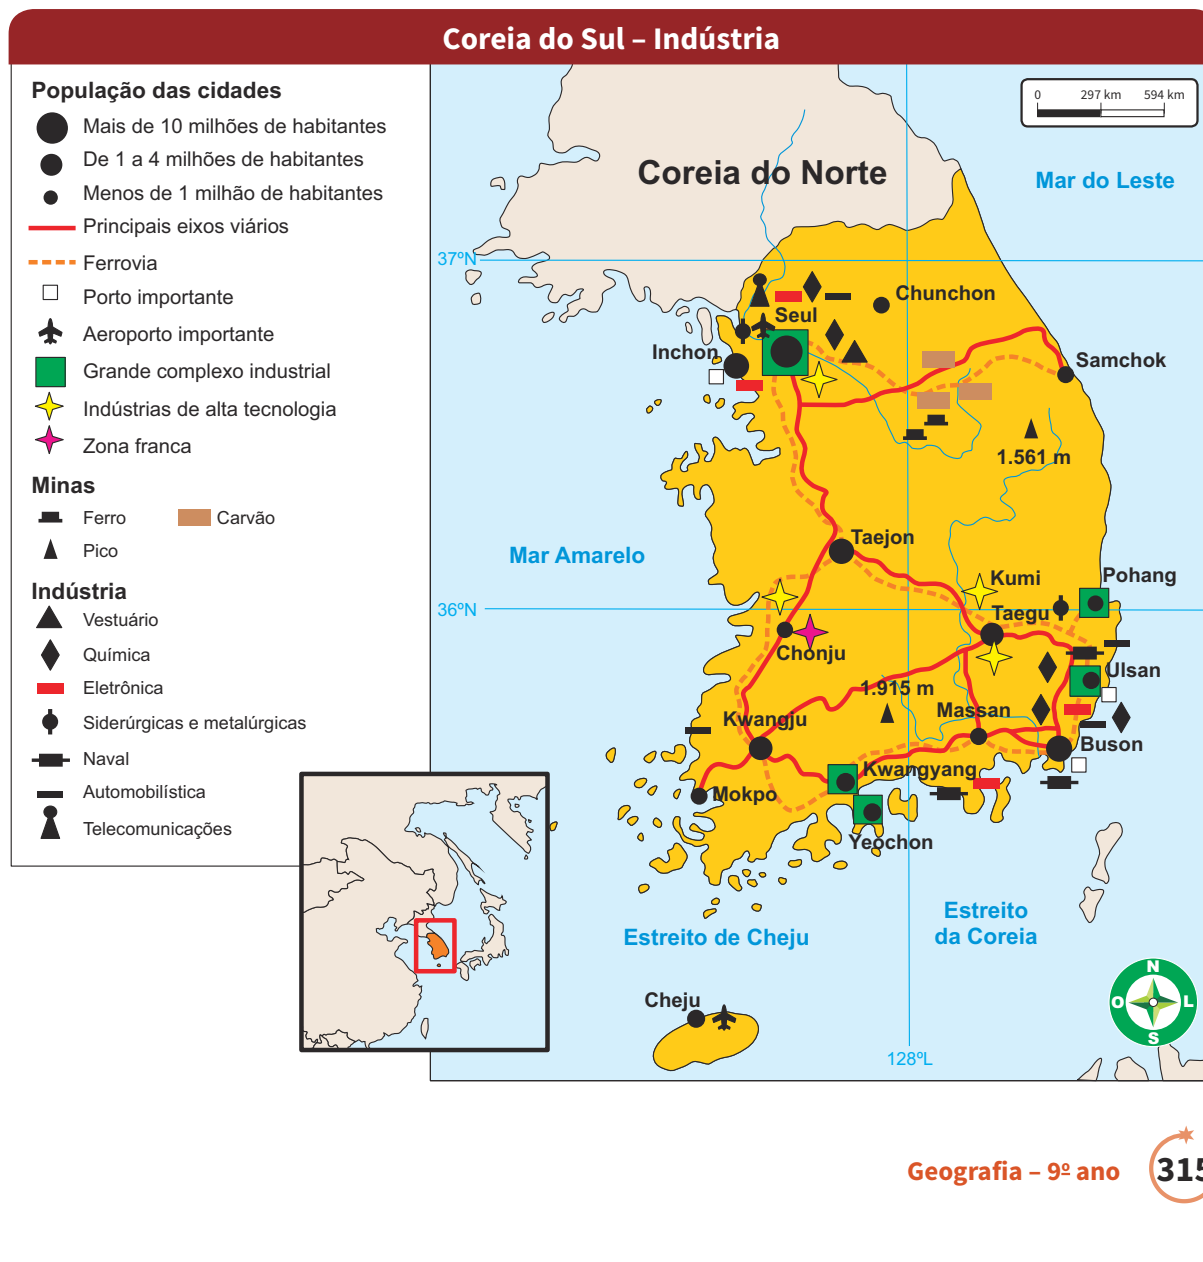 Coreia do Sul – Indústria
População das cidades
Mais de 10 milhões de habitantes
De 1 a 4 milhões de habitantes
Menos de 1 milhão de habitantes
Principais eixos viários
Ferrovia
Porto importante
Aeroporto importante
Grande complexo industrial
Indústrias de alta tecnologia
Zona franca
Minas
Ferro
Carvão
Pico
Indústria
Vestuário
Química
Eletrônica
Siderúrgicas e metalúrgicas
Naval
Automobilística
Telecomunicações
0 297 km 594 km
Coreia do Norte
Mar do Leste
37ºN
Chunchon
Seul
Inchon
Samchok
1.561 m
Taejon
Mar Amarelo
Kumi
Pohang
36ºN
Taegu
Chonju
Ulsan
1.915 m
Massan
Kwangju
Buson
Kwangyang
Mokpo
Yeochon
Estreito
da Coreia
Estreito de Cheju
Cheju
N
O
L
S
128ºL
Geografia – 9º ano
315